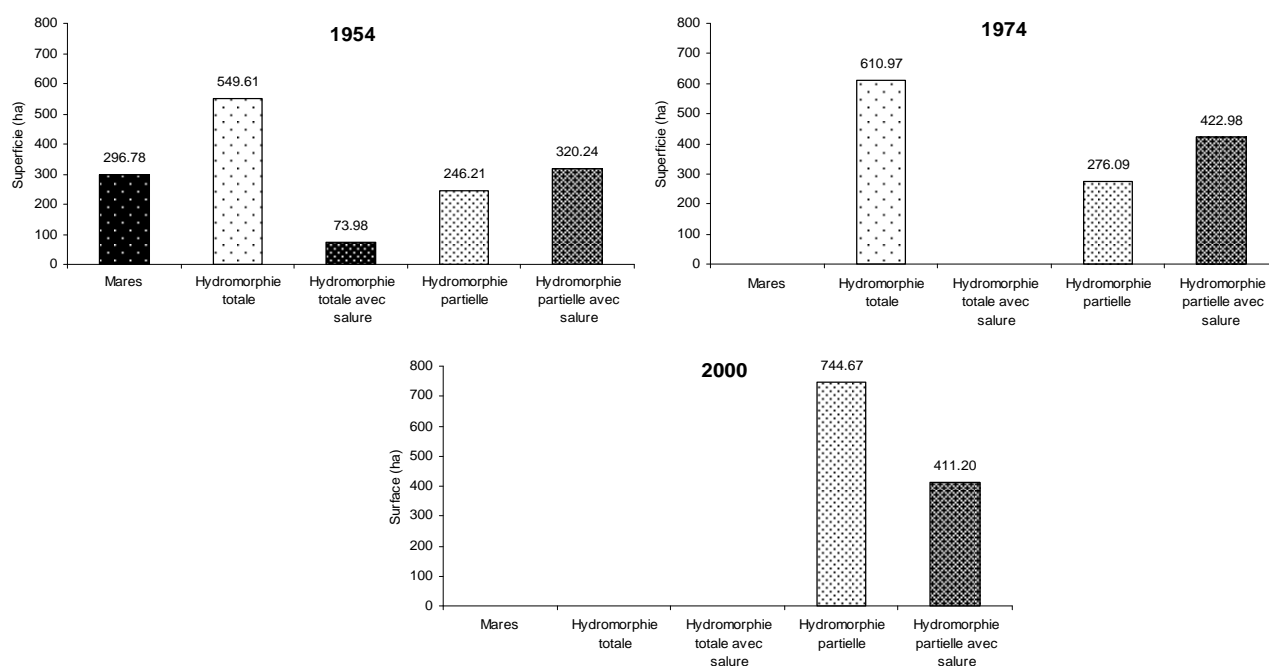 1954
Superficie (ha)
800
700
600
500
400
300
200
100
0
296.78
549.61
73.98
246.21
320.24
Mares
Hydromorphie
totale
Hydromorphie
totale avec
salure
Hydromorphie
partielle
Hydromorphie
partielle avec
salure
1974
Superficie (ha)
800
700
600
500
400
300
200
100
0
610.97
276.09
422.98
Mares
Hydromorphie
totale
Hydromorphie
totale avec
salure
Hydromorphie
partielle
Hydromorphie
partielle avec
salure
2000
Surface (ha)
800
700
600
500
400
300
200
100
0
744.67
411.20
Mares
Hydromorphie
totale
Hydromorphie
totale avec
salure
Hydromorphie
partielle
Hydromorphie
partielle avec
salure